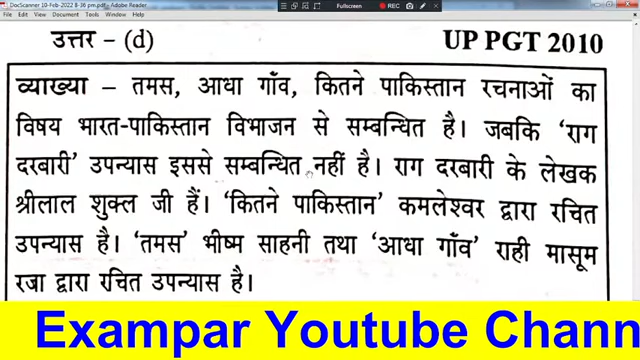 DocScanner 10-Feb-2022 8-36 pm.pdf - Adobe Reader
Fullscreen REC
File Edit View Window Help
उत्तर – (d) UP PGT 2010
व्याख्या – तमस, आधा गाँव, कितने पाकिस्तान रचनाओं का
विषय भारत-पाकिस्तान विभाजन से सम्बन्धित है। जबकि ‘राग
दरबारी’ उपन्यास इससे सम्बन्धित नहीं है। राग दरबारी के लेखक
श्रीलाल शुक्ल जी हैं। ‘कितने पाकिस्तान’ कमलेश्वर द्वारा रचित
उपन्यास है। ‘तमस’ भीष्म साहनी तथा ‘आधा गाँव’ राही मासूम
रजा द्वारा रचित उपन्यास है।
Exampar Youtube Chann